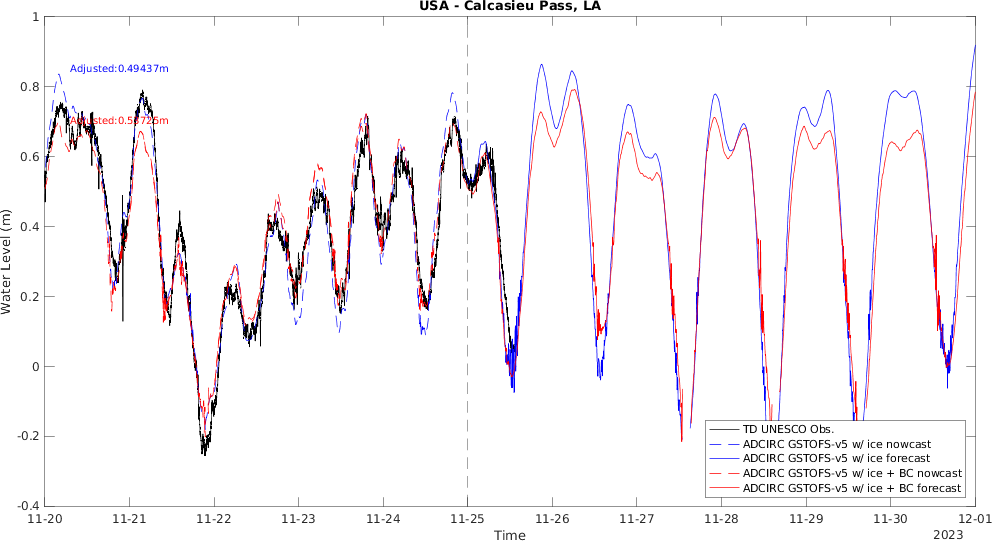 USA - Calcasieu Pass, LA
1
0.8
0.6
0.4
0.2
0
-0.2
-0.4
Water Level (m)
Adjusted:0.49437m
TD UNESCO Obs.
ADCIRC GSTOFS-v5 w/ ice nowcast
ADCIRC GSTOFS-v5 w/ ice forecast
ADCIRC GSTOFS-v5 w/ ice + BC nowcast
ADCIRC GSTOFS-v5 w/ ice + BC forecast
11-20 11-21 11-22 11-23 11-24 11-25 11-26 11-27 11-28 11-29 11-30 12-01
Time
2023